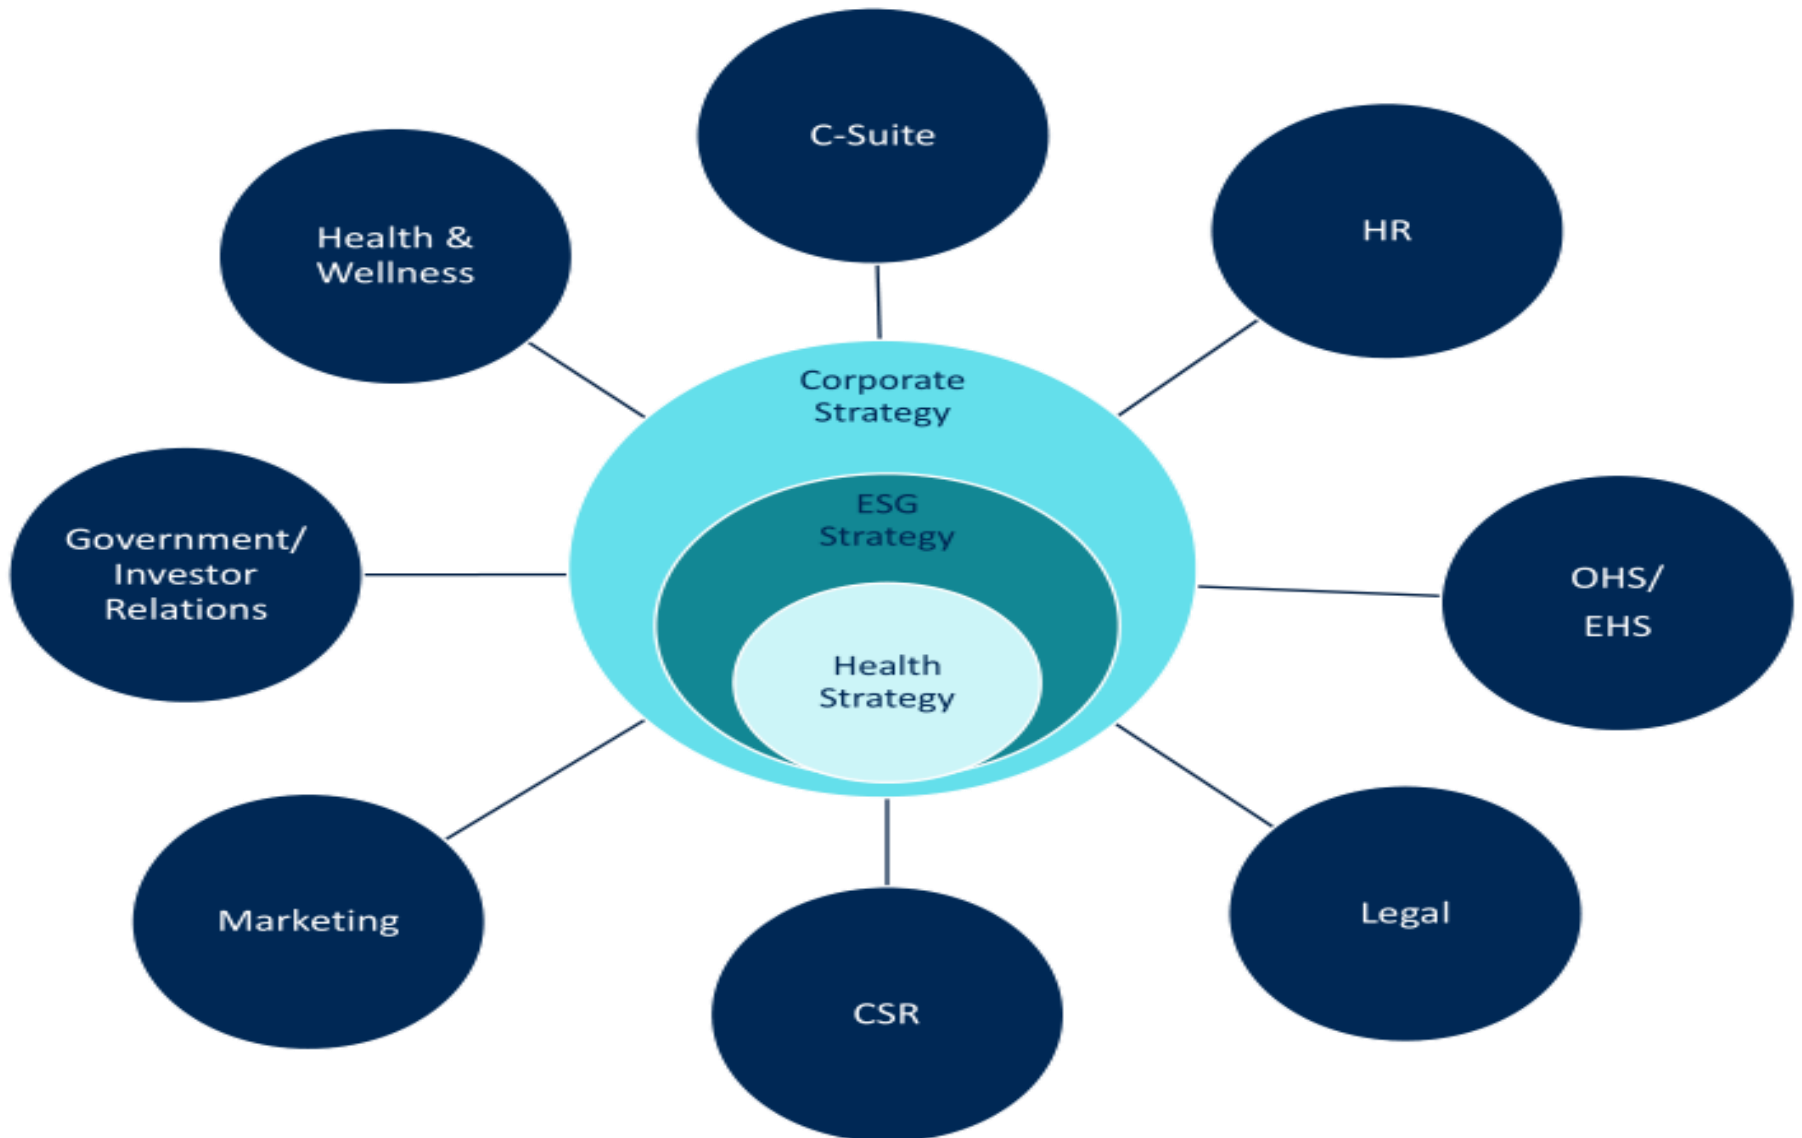 C-Suite
HR
Health &
Wellness
Corporate
Strategy
ESG
Strategy
Government/
Investor
Relations
OHS/
EHS
Health
Strategy
Marketing
Legal
CSR